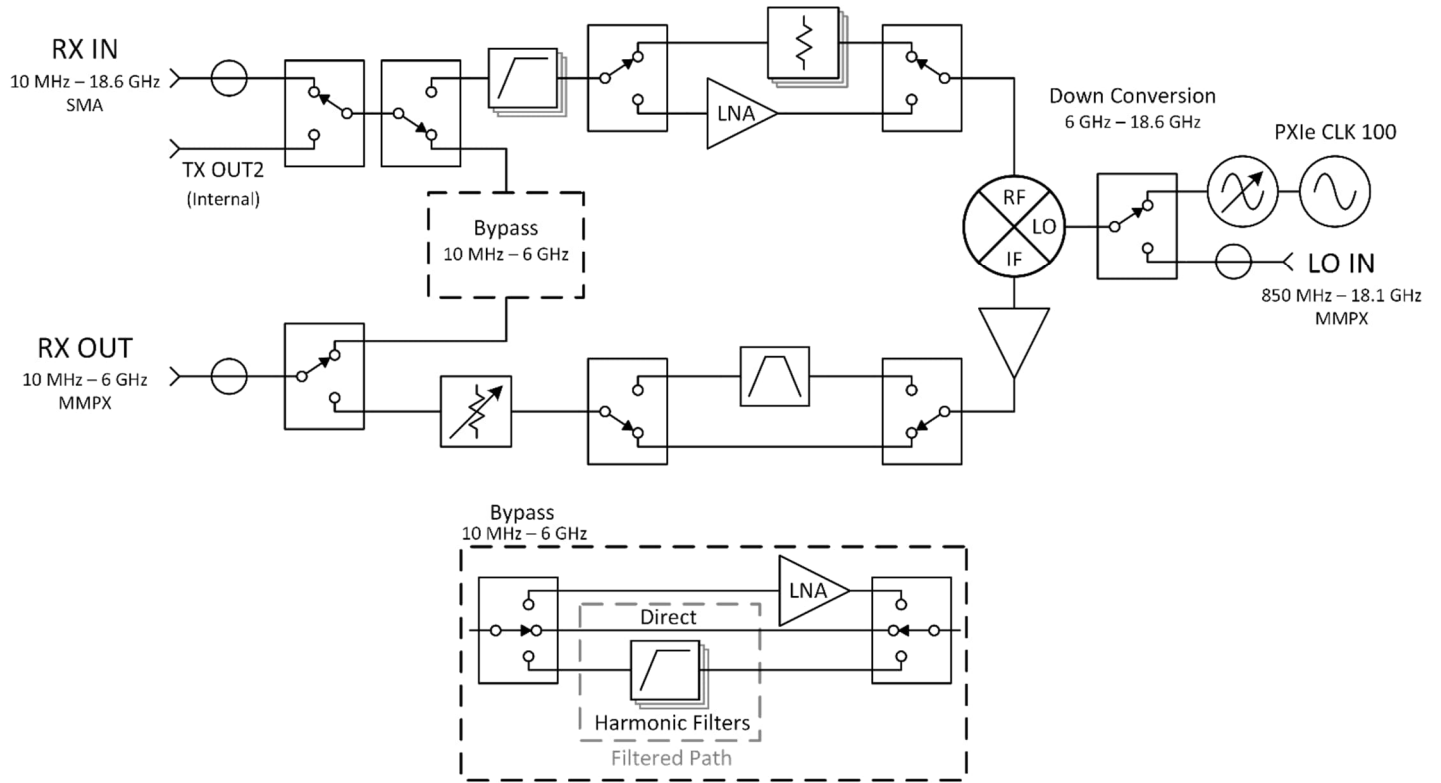 RX IN
10 MHz – 18.6 GHz
SMA
TX OUT2
(Internal)
LNA
Down Conversion
6 GHz – 18.6 GHz
PXIe CLK 100
RF
LO
IF
LO IN
850 MHz – 18.1 GHz
MMPX
Bypass
10 MHz – 6 GHz
RX OUT
10 MHz – 6 GHz
MMPX
Bypass
10 MHz – 6 GHz
LNA
Direct
Harmonic Filters
Filtered Path